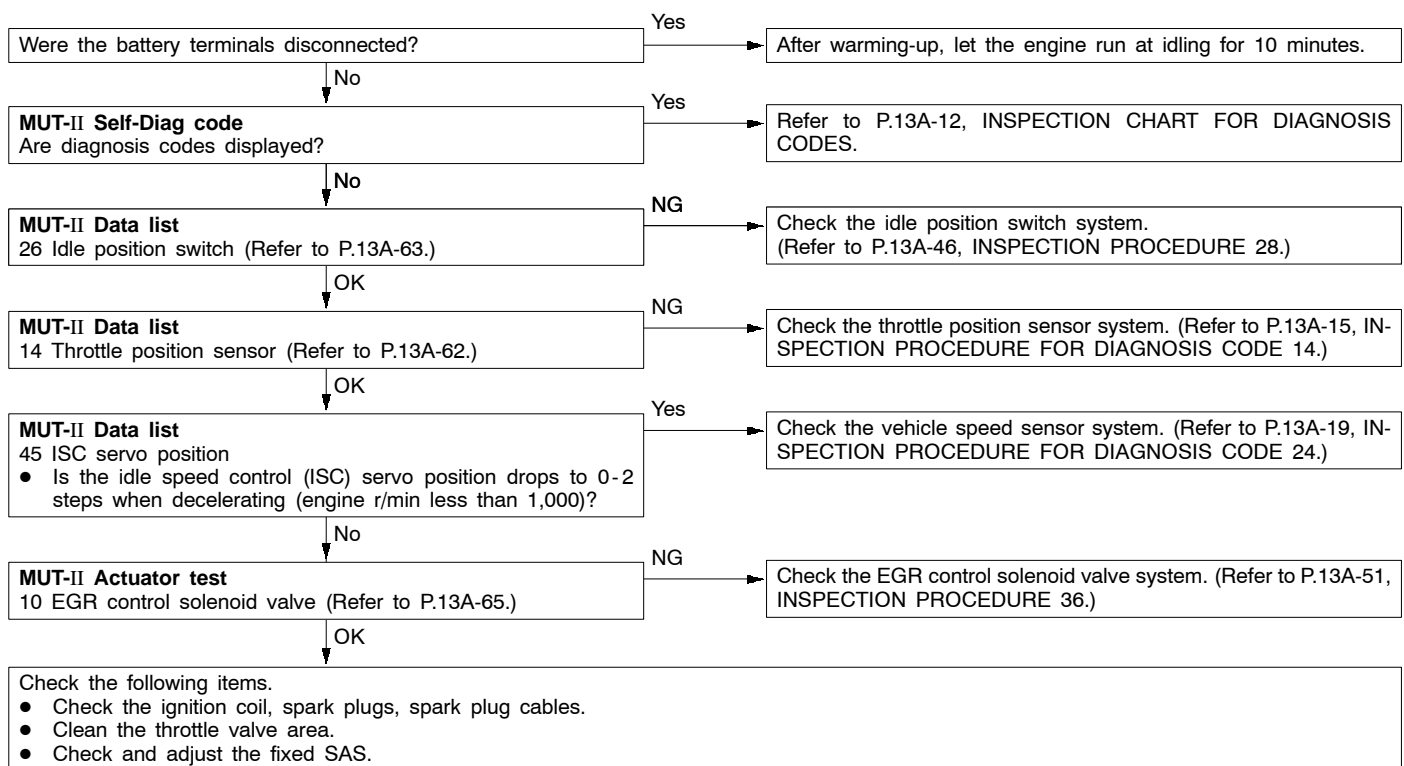 Were the battery terminals disconnected?
Yes
After warming-up, let the engine run at idling for 10 minutes.
No
MUT-II Self-Diag code
Are diagnosis codes displayed?
Yes
Refer to P.13A-12, INSPECTION CHART FOR DIAGNOSIS
CODES.
No
MUT-II Data list
26 Idle position switch (Refer to P.13A-63.)
NG
Check the idle position switch system.
(Refer to P.13A-46, INSPECTION PROCEDURE 28.)
OK
MUT-II Data list
14 Throttle position sensor (Refer to P.13A-62.)
NG
Check the throttle position sensor system. (Refer to P.13A-15, IN-
SPECTION PROCEDURE FOR DIAGNOSIS CODE 14.)
OK
MUT-II Data list
45 ISC servo position
● Is the idle speed control (ISC) servo position drops to 0-2
steps when decelerating (engine r/min less than 1,000)?
Yes
Check the vehicle speed sensor system. (Refer to P.13A-19, IN-
SPECTION PROCEDURE FOR DIAGNOSIS CODE 24.)
No
MUT-II Actuator test
10 EGR control solenoid valve (Refer to P.13A-65.)
NG
Check the EGR control solenoid valve system. (Refer to P.13A-51,
INSPECTION PROCEDURE 36.)
OK
Check the following items.
● Check the ignition coil, spark plugs, spark plug cables.
● Clean the throttle valve area.
● Check and adjust the fixed SAS.